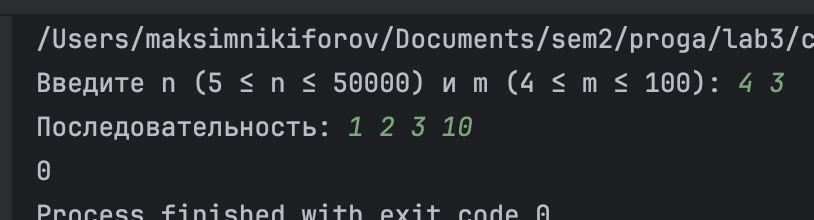 /Users/maksimnikiforov/Documents/sem2/proga/lab3/c
Введите n (5 ≤ n ≤ 50000) и m (4 ≤ m ≤ 100): 4 3
Последовательность: 1 2 3 10
0
Process finished with exit code 0